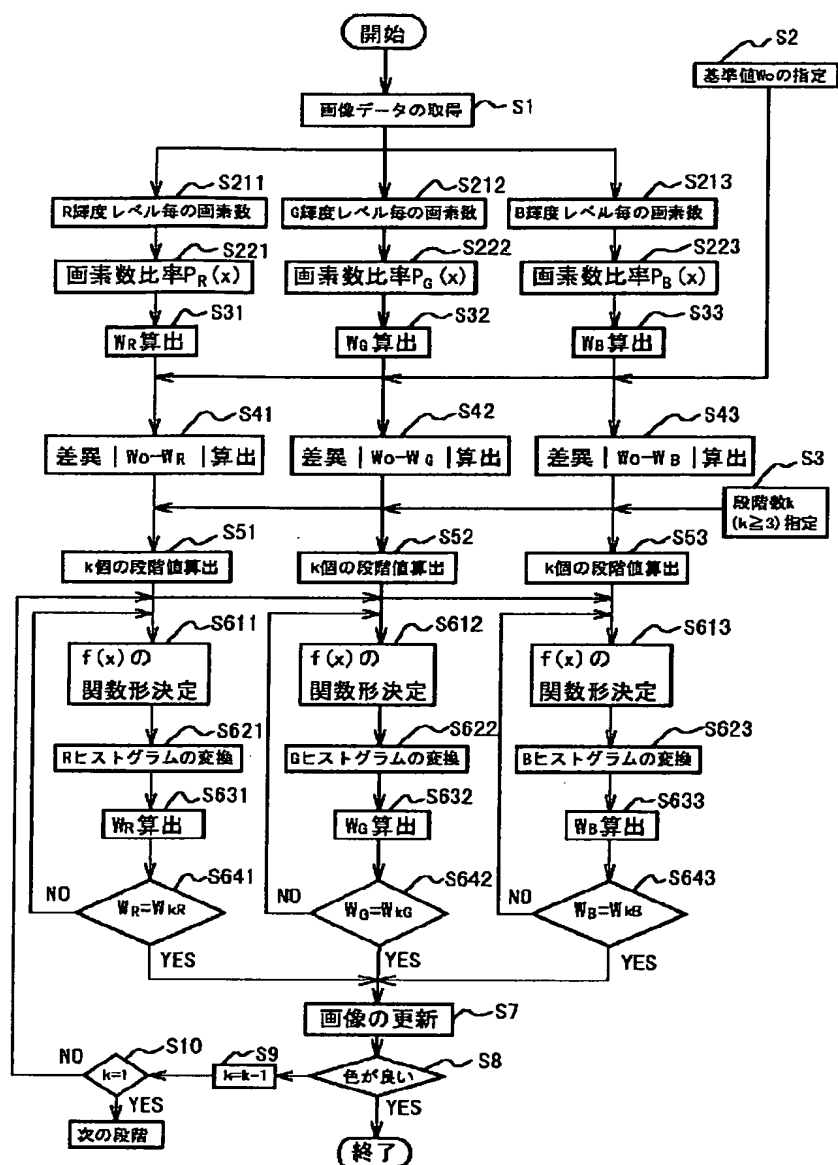 開始
S2
基準値Woの指定
画像データの取得
S1
S211
S212
S213
R輝度レベル毎の画素数
G輝度レベル毎の画素数
B輝度レベル毎の画素数
S221
S222
S223
画素数比率PR(x)
画素数比率PG(x)
画素数比率PB(x)
S31
S32
S33
WR算出
WG算出
WB算出
S41
S42
S43
差異|Wo-WR|算出
差異|Wo-WG|算出
差異|Wo-WB|算出
S3
段階数k
(k≧3)指定
S51
S52
S53
k個の段階値算出
k個の段階値算出
k個の段階値算出
S611
S612
S613
f(x)の
関数形決定
f(x)の
関数形決定
f(x)の
関数形決定
S621
S622
S623
Rヒストグラムの変換
Gヒストグラムの変換
Bヒストグラムの変換
S631
S632
S633
WR算出
WG算出
WB算出
S641
S642
S643
NO
NO
NO
WR=WkR
WG=WkG
WB=WkB
YES
YES
YES
S7
画像の更新
NO
S10
S9
S8
k=1
k=k-1
色が良い
YES
YES
次の段階
終了